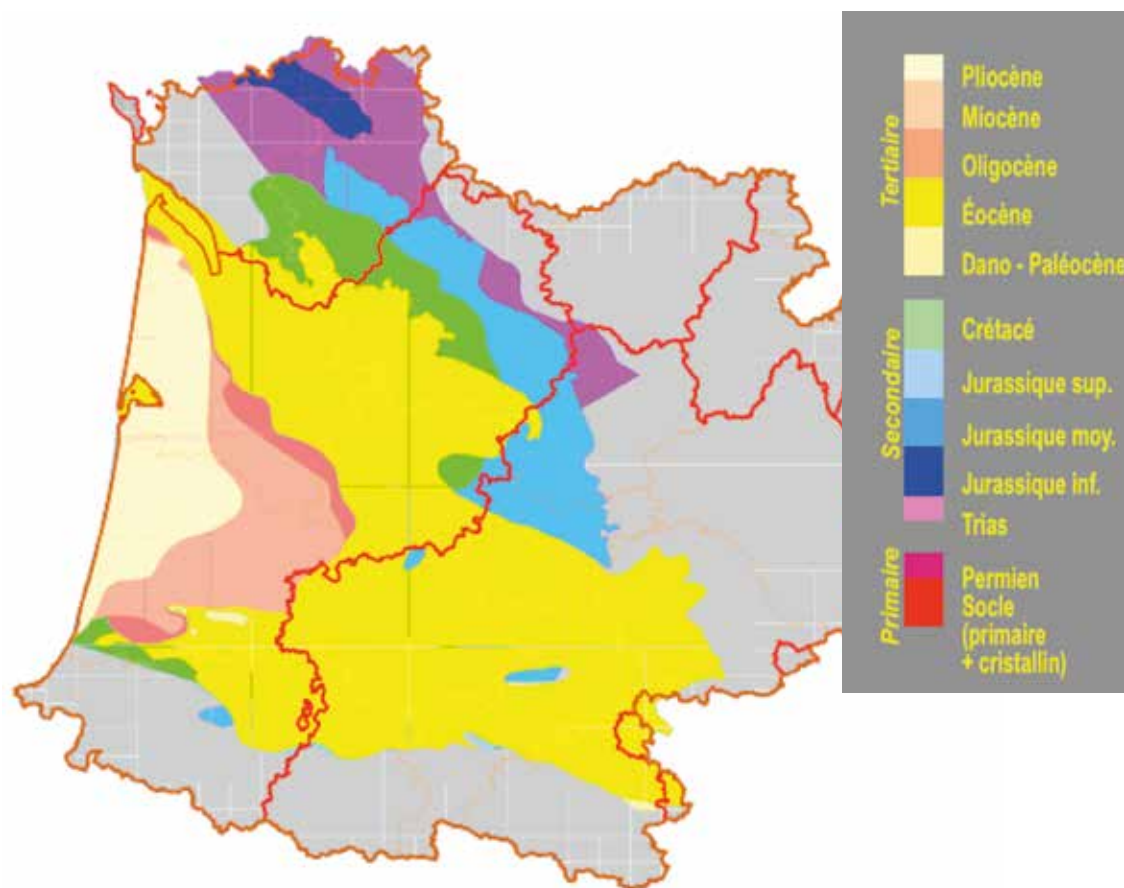 Tertiaire
Pliocène
Miocène
Oligocène
Éocène
Dano - Paléocène
Secondaire
Crétacé
Jurassique sup.
Jurassique moy.
Jurassique inf.
Trias
Primaire
Permien
Socle
(primaire
+ cristallin)